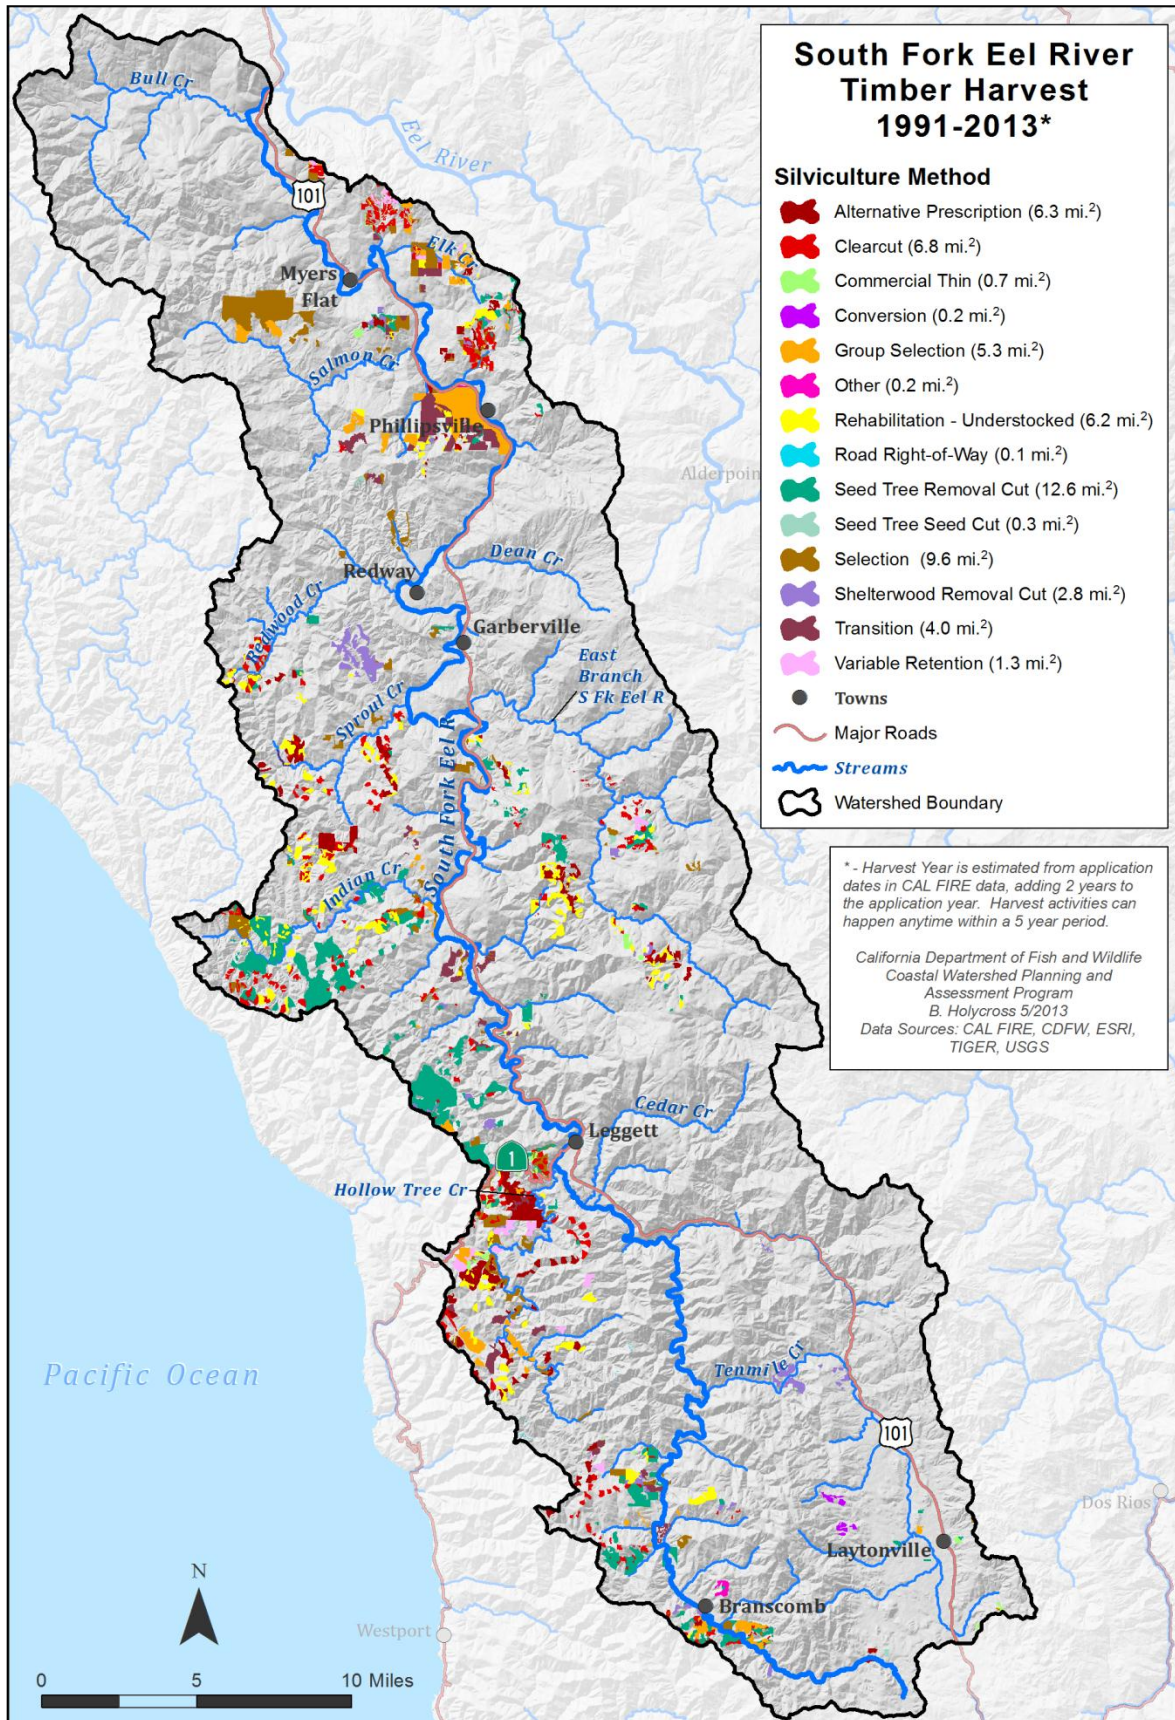 South Fork Eel River
Timber Harvest
1991-2013*
Silviculture Method
Alternative Prescription (6.3 mi.²)
Clearcut (6.8 mi.²)
Commercial Thin (0.7 mi.²)
Conversion (0.2 mi.²)
Group Selection (5.3 mi.²)
Other (0.2 mi.²)
Rehabilitation - Understocked (6.2 mi.²)
Road Right-of-Way (0.1 mi.²)
Seed Tree Removal Cut (12.6 mi.²)
Seed Tree Seed Cut (0.3 mi.²)
Selection (9.6 mi.²)
Shelterwood Removal Cut (2.8 mi.²)
Transition (4.0 mi.²)
Variable Retention (1.3 mi.²)
Towns
Major Roads
Streams
Watershed Boundary
* - Harvest Year is estimated from application
dates in CAL FIRE data, adding 2 years to
the application year. Harvest activities can
happen anytime within a 5 year period.
California Department of Fish and Wildlife
Coastal Watershed Planning and
Assessment Program
B. Holycross 5/2013
Data Sources: CAL FIRE, CDFW, ESRI,
TIGER, USGS
Bull Cr
Eel River
101
Elk Cr
Myers
Flat
Salmon Cr
Phillipsville
Alderpoin
Dean Cr
Redway
Redwood Cr
Garberville
East
Branch
S Fk Eel R
Sproul Cr
South Fork Eel R
Indian Cr
Cedar Cr
Leggett
1
Hollow Tree Cr
Pacific Ocean
Tenmile Cr
101
Dos Rios
Laytonville
Branscomb
Westport
N
0 5 10 Miles